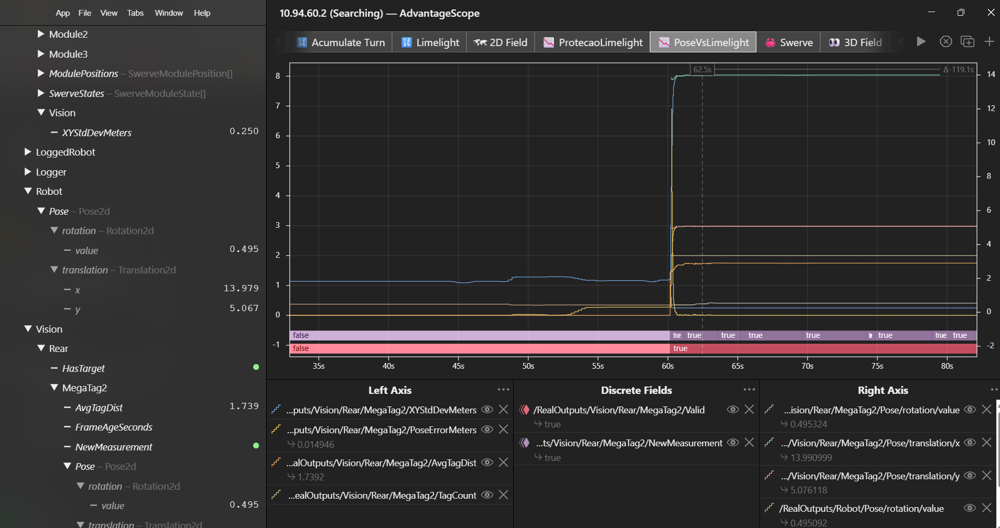 App File View Tabs Window Help
10.94.60.2 (Searching) — AdvantageScope
Acumulate Turn
Limelight
2D Field
ProtecaoLimelight
PoseVsLimelight
Swerve
3D Field
Module2
Module3
ModulePositions – SwerveModulePosition[]
SwerveStates – SwerveModuleState[]
Vision
XYStdDevMeters 0.250
LoggedRobot
Logger
Robot
Pose – Pose2d
rotation – Rotation2d
value 0.495
translation – Translation2d
x 13.979
y 5.067
Vision
Rear
HasTarget
MegaTag2
AvgTagDist 1.739
FrameAgeSeconds
NewMeasurement
Pose – Pose2d
rotation – Rotation2d
value 0.495
translation – Translation2d
62.5s
Δ-119.1s
8
7
6
5
4
3
2
1
0
-1
14
12
10
8
6
4
2
0
-2
false true true true true true true true true
false true
35s 40s 45s 50s 55s 60s 65s 70s 75s 80s
Left Axis
...puts/Vision/Rear/MegaTag2/XYStdDevMeters
...puts/Vision/Rear/MegaTag2/PoseErrorMeters
0.014946
...alOutputs/Vision/Rear/MegaTag2/AvgTagDist
1.7392
...ealOutputs/Vision/Rear/MegaTag2/TagCount
Discrete Fields
/RealOutputs/Vision/Rear/MegaTag2/Valid
true
...ts/Vision/Rear/MegaTag2/NewMeasurement
true
Right Axis
...ision/Rear/MegaTag2/Pose/rotation/value
0.495324
.../Vision/Rear/MegaTag2/Pose/translation/x
13.990999
.../Vision/Rear/MegaTag2/Pose/translation/y
5.076118
/RealOutputs/Robot/Pose/rotation/value
0.495092